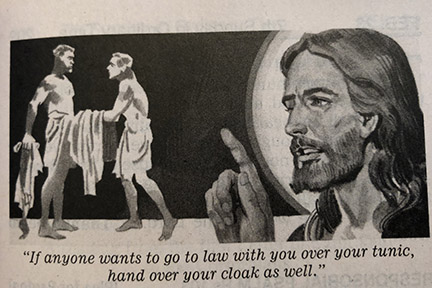 "If anyone wants to go to law with you over your tunic,
hand over your cloak as well."